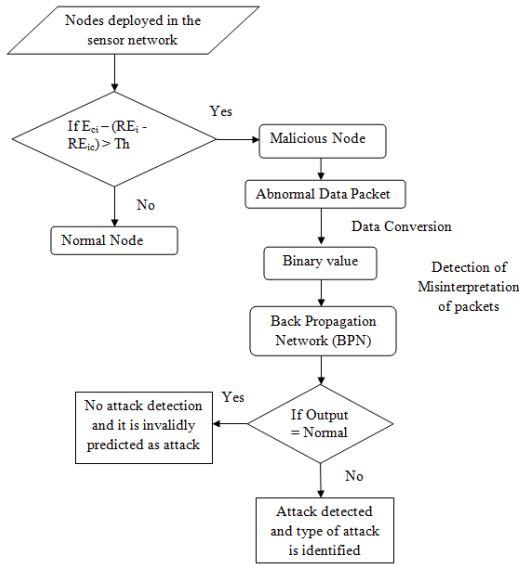 Nodes deployed in the
sensor network
Yes
If Eci – (REi -
REic) > Th
Malicious Node
No
Abnormal Data Packet
Normal Node
Data Conversion
Binary value
Detection of
Misinterpretation
of packets
Back Propagation
Network (BPN)
Yes
No attack detection
and it is invalidly
predicted as attack
If Output
= Normal
No
Attack detected
and type of attack
is identified